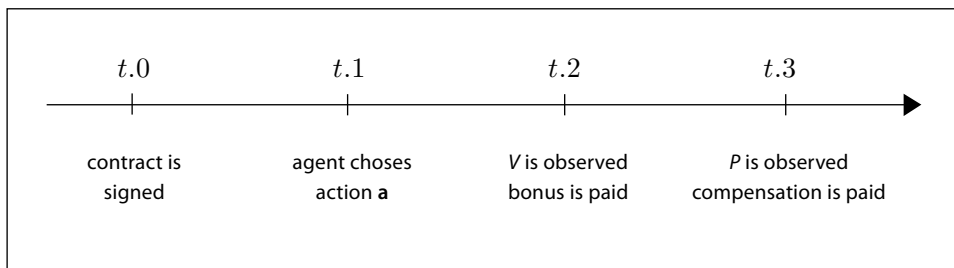 t.0 t.1 t.2 t.3
contract is agent choses V is observed P is observed
signed action a bonus is paid compensation is paid